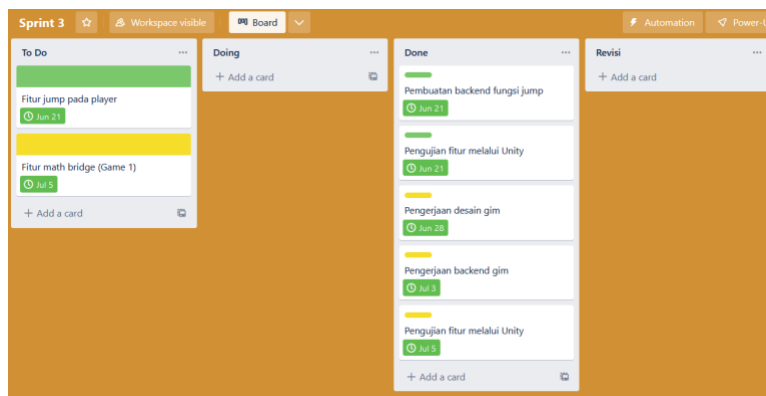 Sprint 3
Workspace visible
Board
Automation
To Do
Fitur jump pada player
Jun 21
Fitur math bridge (Game 1)
Jul 5
+ Add a card
Doing
+ Add a card
Done
Pembuatan backend fungsi jump
Jun 21
Pengujian fitur melalui Unity
Jun 21
Pengerjaan desain gim
Jun 28
Pengerjaan backend gim
Jul 3
Pengujian fitur melalui Unity
Jul 5
+ Add a card
Revisi
+ Add a card